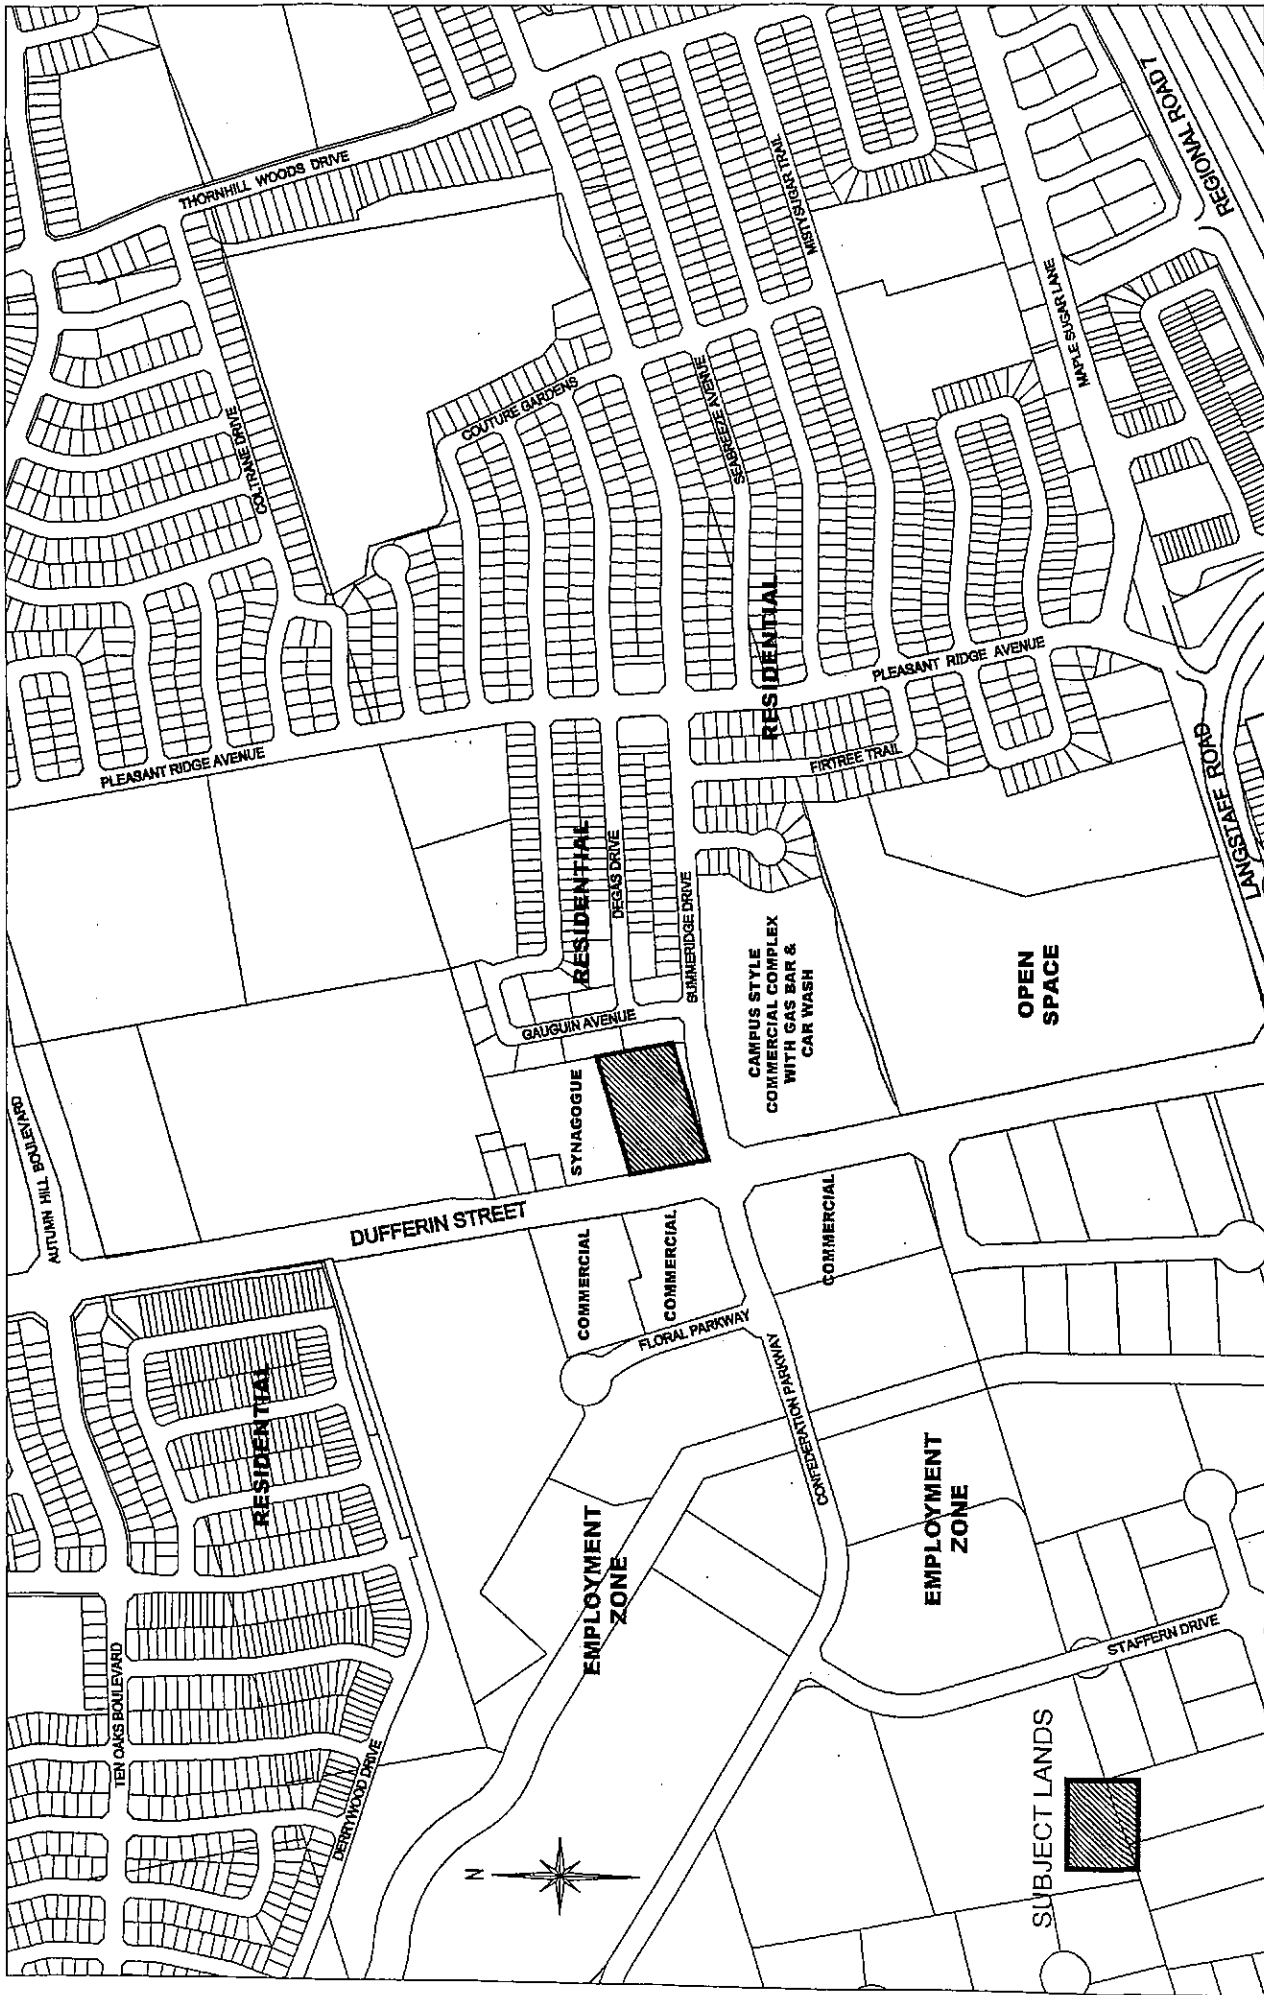 THORNHILL WOODS DRIVE
REGIONAL ROAD 7
MISTYSUGAR TRAIL
MAPLE SUGAR LANE
COLTRANE DRIVE
COUTURE GARDENS
SEABREEZE AVENUE
RESIDENTIAL
PLEASANT RIDGE AVENUE
PLEASANT RIDGE AVENUE
FIRTREE TRAIL
LANGSTAFF ROAD
RESIDENTIAL
DEGAS DRIVE
SUMMERIDGE DRIVE
GAUGUIN AVENUE
CAMPUS STYLE
COMMERCIAL COMPLEX
WITH GAS BAR &
CAR WASH
OPEN
SPACE
SYNAGOGUE
AUTUMN HILL BOULEVARD
DUFFERIN STREET
COMMERCIAL
COMMERCIAL
COMMERCIAL
FLORAL PARKWAY
CONFEDERATION PARKWAY
RESIDENTIAL
EMPLOYMENT
ZONE
EMPLOYMENT
ZONE
TEN OAKS BOULEVARD
DERRYWOOD DRIVE
STAFFERN DRIVE
N
SUBJECT LANDS